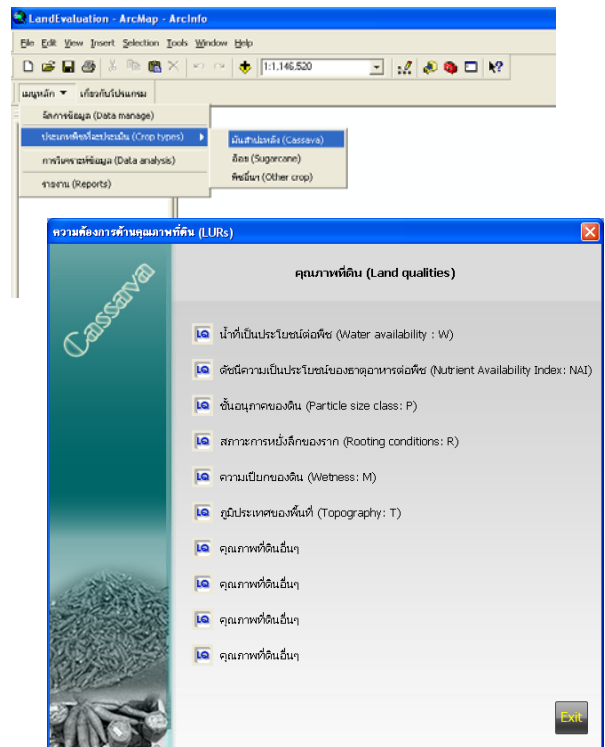 LandEvaluation - ArcMap - ArcInfo
File Edit View Insert Selection Tools Window Help
1:1,146,520
เมนูหลัก เกี่ยวกับโปรแกรม
จัดการข้อมูล (Data manage)
ประเภทพืชที่จะประเมิน (Crop types)
มันสำปะหลัง (Cassava)
การวิเคราะห์ข้อมูล (Data analysis)
อ้อย (Sugarcane)
พืชอื่นๆ (Other crop)
รายงาน (Reports)
ความต้องการด้านคุณภาพที่ดิน (LURs)
Cassava
คุณภาพที่ดิน (Land qualities)
LQ น้ำที่เป็นประโยชน์ต่อพืช (Water availability : W)
LQ ดัชนีความเป็นประโยชน์ของธาตุอาหารต่อพืช (Nutrient Availability Index: NAI)
LQ ชั้นอนุภาคของดิน (Particle size class: P)
LQ สภาวะการหยั่งลึกของราก (Rooting conditions: R)
LQ ความเปียกของดิน (Wetness: M)
LQ ภูมิประเทศของพื้นที่ (Topography: T)
LQ คุณภาพที่ดินอื่นๆ
LQ คุณภาพที่ดินอื่นๆ
LQ คุณภาพที่ดินอื่นๆ
LQ คุณภาพที่ดินอื่นๆ
Exit